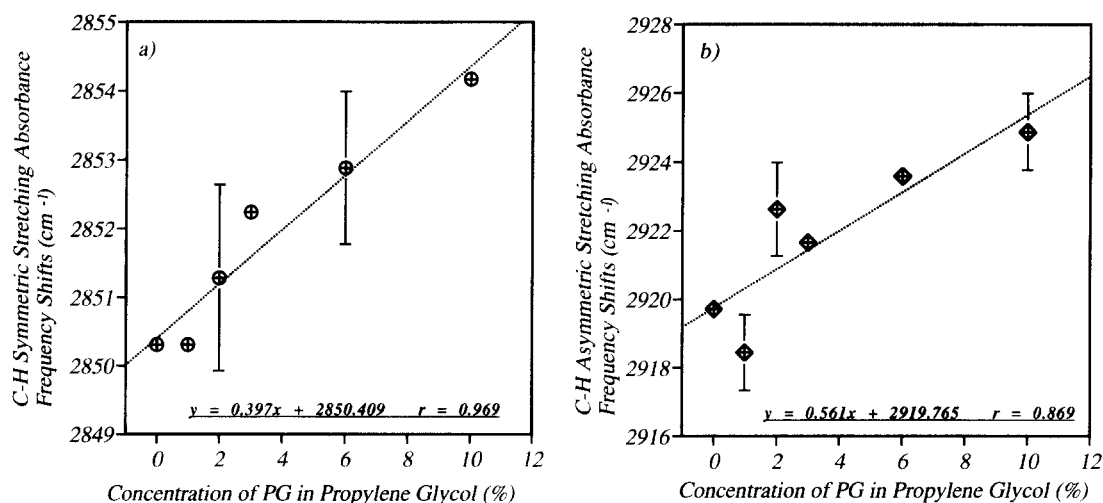 a)
C-H Symmetric Stretching Absorbance
Frequency Shifts (cm -1)
2855
2854
2853
2852
2851
2850
2849
y = 0.397x + 2850.409 r = 0.969
0 2 4 6 8 10 12
Concentration of PG in Propylene Glycol (%)
b)
C-H Asymmetric Stretching Absorbance
Frequency Shifts (cm -1)
2928
2926
2924
2922
2920
2918
2916
y = 0.561x + 2919.765 r = 0.869
0 2 4 6 8 10 12
Concentration of PG in Propylene Glycol (%)